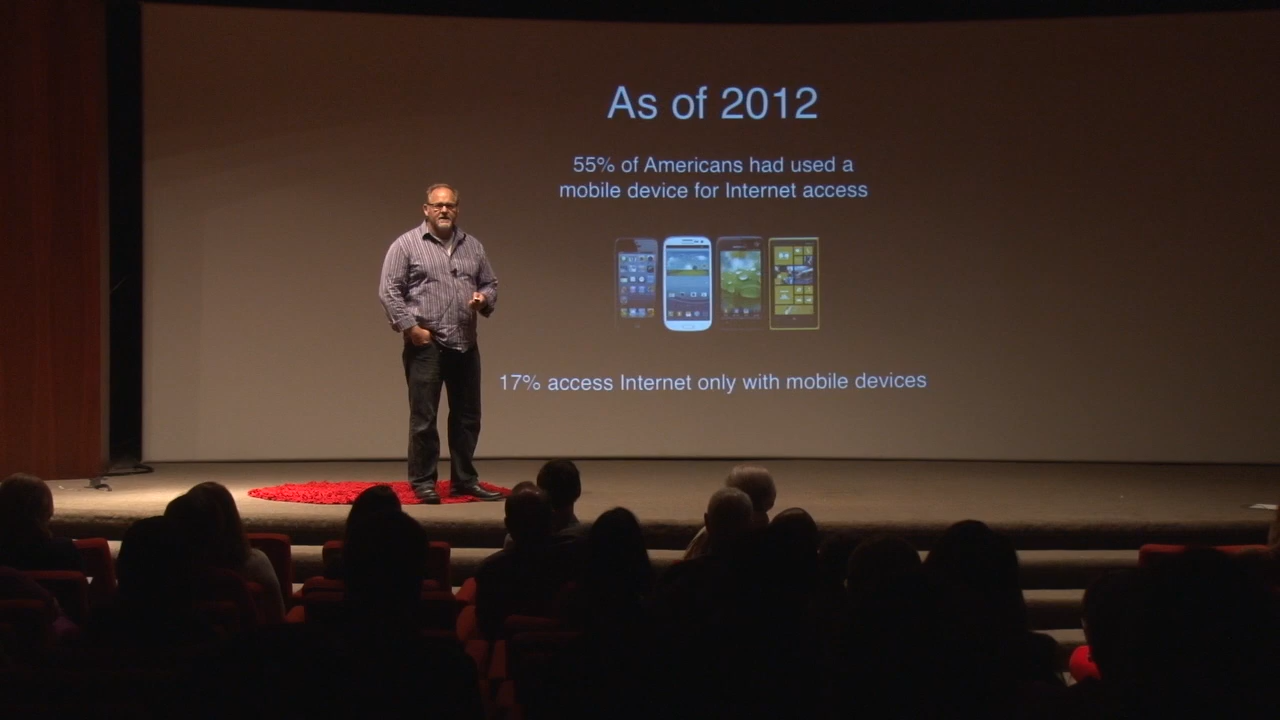 As of 2012
55% of Americans had used a
mobile device for Internet access
17% access Internet only with mobile devices